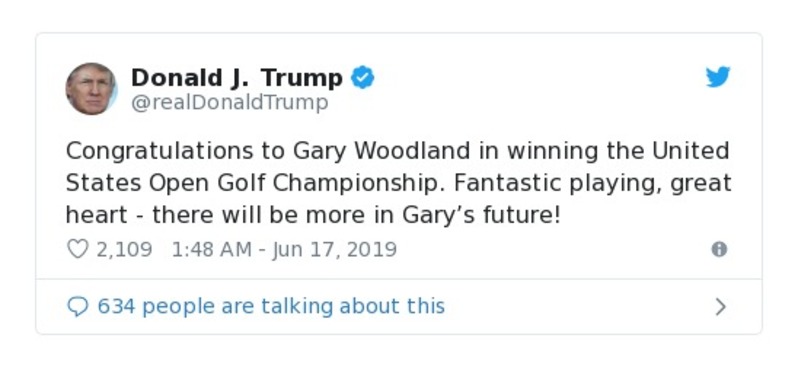 Donald J. Trump
@realDonaldTrump
Congratulations to Gary Woodland in winning the United
States Open Golf Championship. Fantastic playing, great
heart - there will be more in Gary’s future!
2,109 1:48 AM - Jun 17, 2019
634 people are talking about this